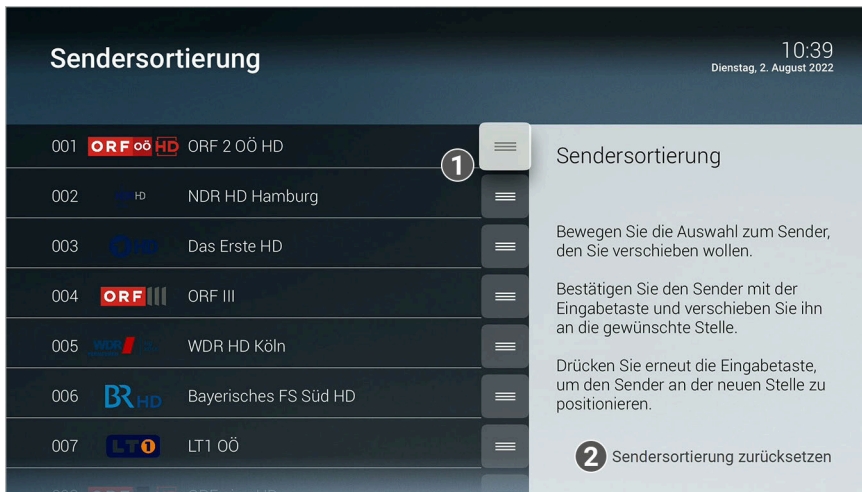 Sendersortierung
10:39
Dienstag, 2. August 2022
001 ORF OÖ HD ORF 2 OÖ HD
1
Sendersortierung
002 HD NDR HD Hamburg
003 HD Das Erste HD
Bewegen Sie die Auswahl zum Sender,
den Sie verschieben wollen.
004 ORF III ORF III
Bestätigen Sie den Sender mit der
Eingabetaste und verschieben Sie ihn
an die gewünschte Stelle.
005 WDR WDR HD Köln
Drücken Sie erneut die Eingabetaste,
um den Sender an der neuen Stelle zu
positionieren.
006 BR HD Bayerisches FS Süd HD
007 LT1 LT1 OÖ
2 Sendersortierung zurücksetzen